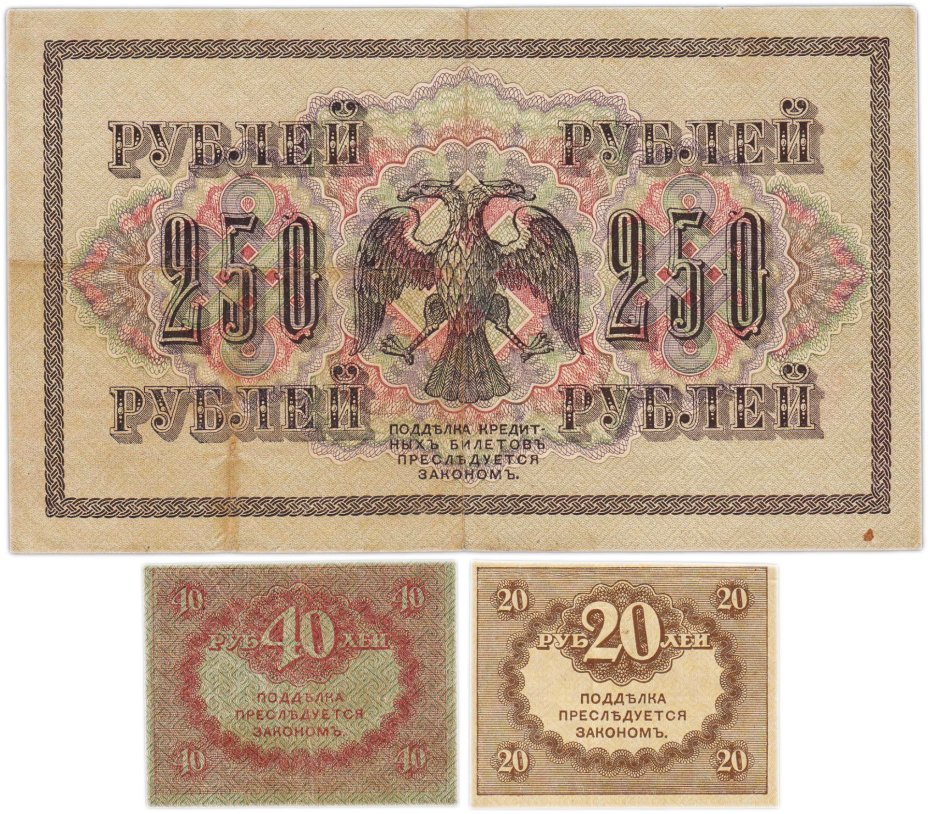 РУБЛЕЙ РУБЛЕЙ
250 250
РУБЛЕЙ РУБЛЕЙ
ПОДДѢЛКА КРЕДИТ-
НЫХЪ БИЛЕТОВЪ
ПРЕСЛѢДУЕТСЯ
ЗАКОНОМЪ.
40 40
РУБ 40 ЛЕЙ
ПОДДѢЛКА
ПРЕСЛѢДУЕТСЯ
ЗАКОНОМЪ.
40 40
20 20
РУБ 20 ЛЕЙ
ПОДДѢЛКА
ПРЕСЛѢДУЕТСЯ
ЗАКОНОМЪ.
20 20